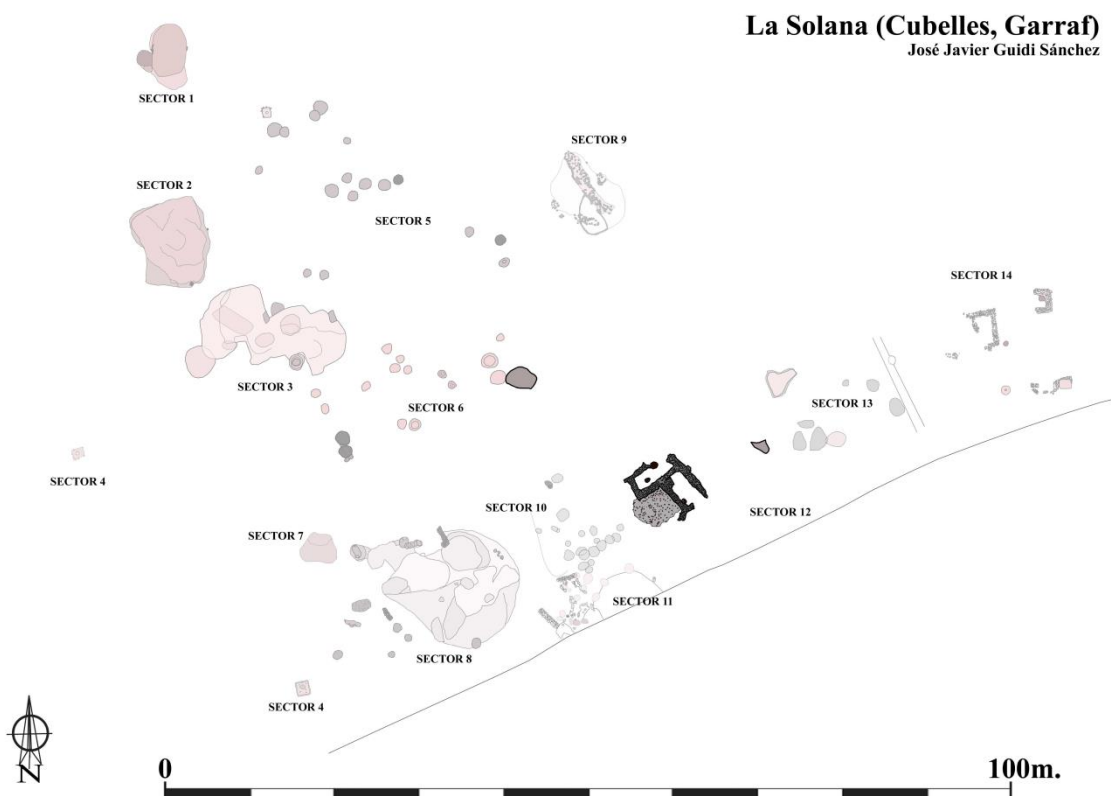 La Solana (Cubelles, Garraf)
José Javier Guidi Sánchez
SECTOR 1
SECTOR 9
SECTOR 2
SECTOR 5
SECTOR 14
SECTOR 3
SECTOR 6
SECTOR 13
SECTOR 4
SECTOR 10
SECTOR 12
SECTOR 7
SECTOR 11
SECTOR 8
SECTOR 4
N
0
100m.